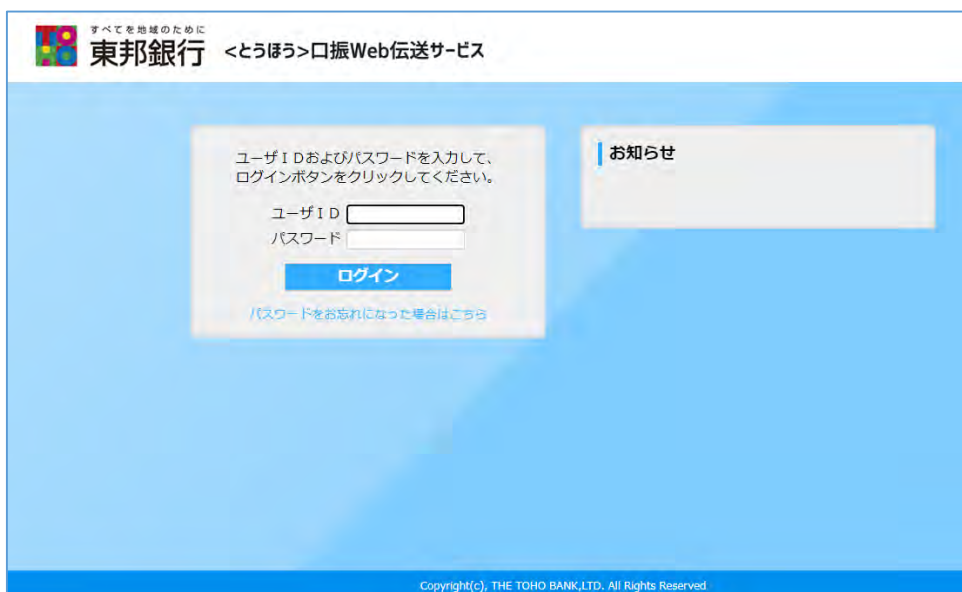 TOHO
すべてを地域のために
東邦銀行 <とうほう>口振Web伝送サービス
ユーザＩＤおよびパスワードを入力して、
ログインボタンをクリックしてください。
ユーザＩＤ
パスワード
ログイン
パスワードをお忘れになった場合はこちら
お知らせ
Copyright(c), THE TOHO BANK,LTD. All Rights Reserved